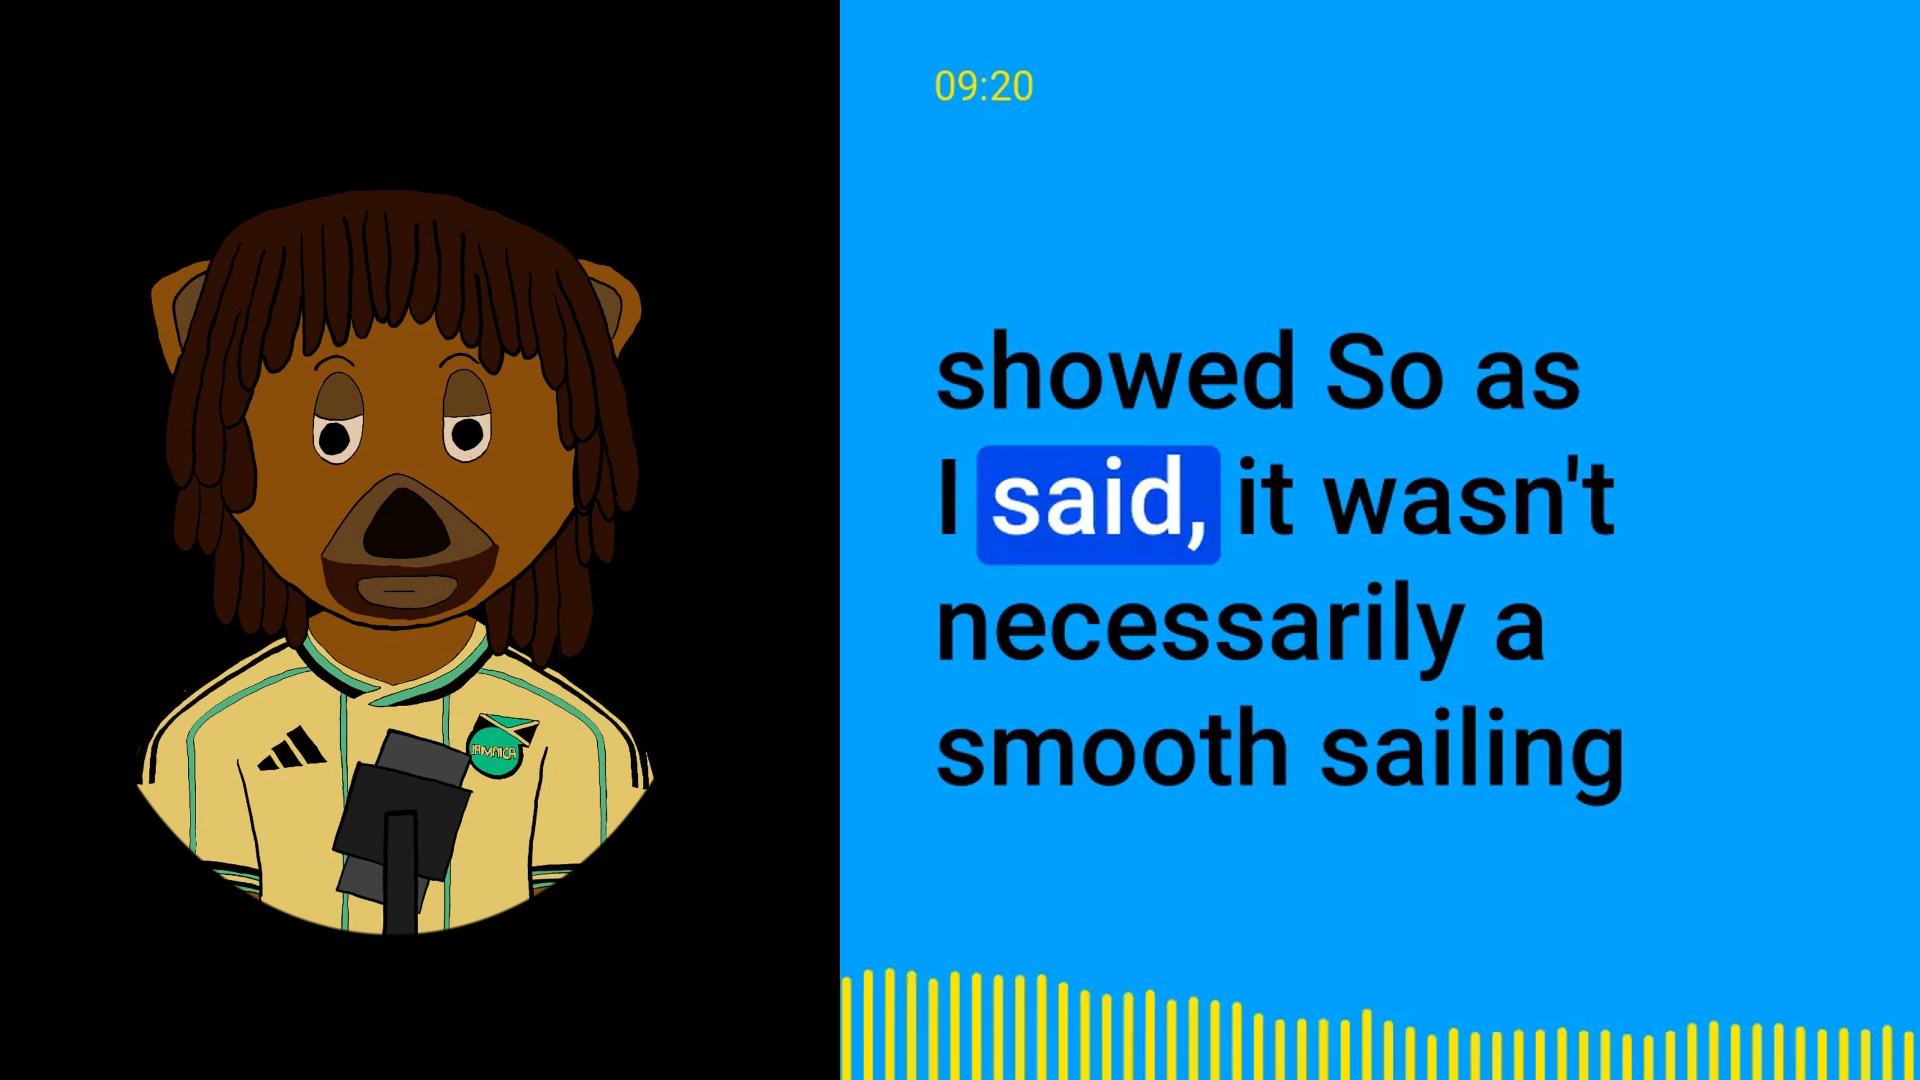 09:20
showed So as
I said, it wasn't
necessarily a
smooth sailing
JAMAICA